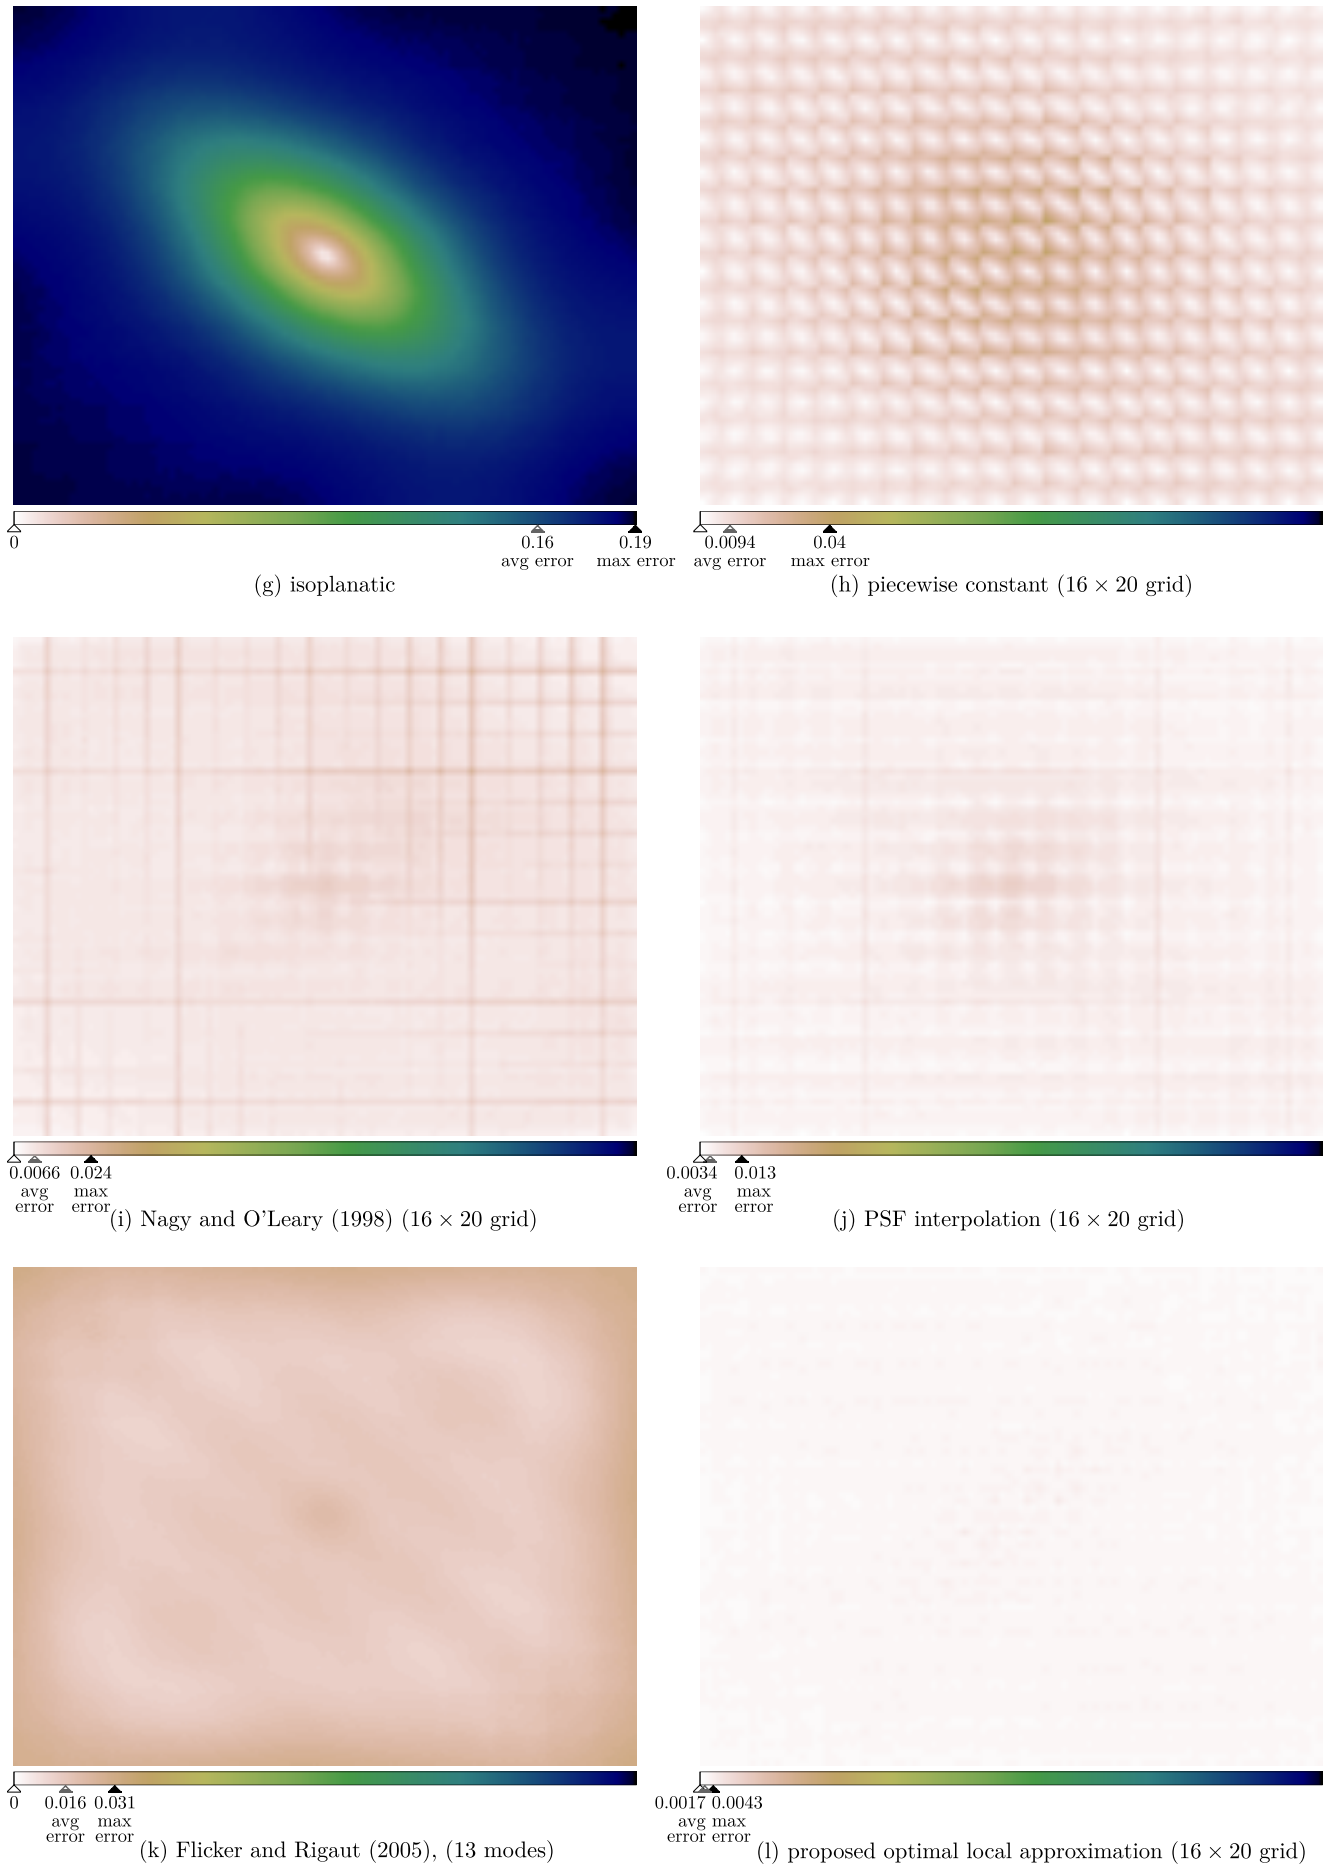 0
0.16
avg error
0.19
max error
(g) isoplanatic
0.0094
avg error
0.04
max error
(h) piecewise constant (16 × 20 grid)
0.0066
avg
error
0.024
max
error
(i) Nagy and O'Leary (1998) (16 × 20 grid)
0.0034
avg
error
0.013
max
error
(j) PSF interpolation (16 × 20 grid)
0
0.016
avg
error
0.031
max
error
(k) Flicker and Rigaut (2005), (13 modes)
0.0017 0.0043
avg max
error error
(l) proposed optimal local approximation (16 × 20 grid)